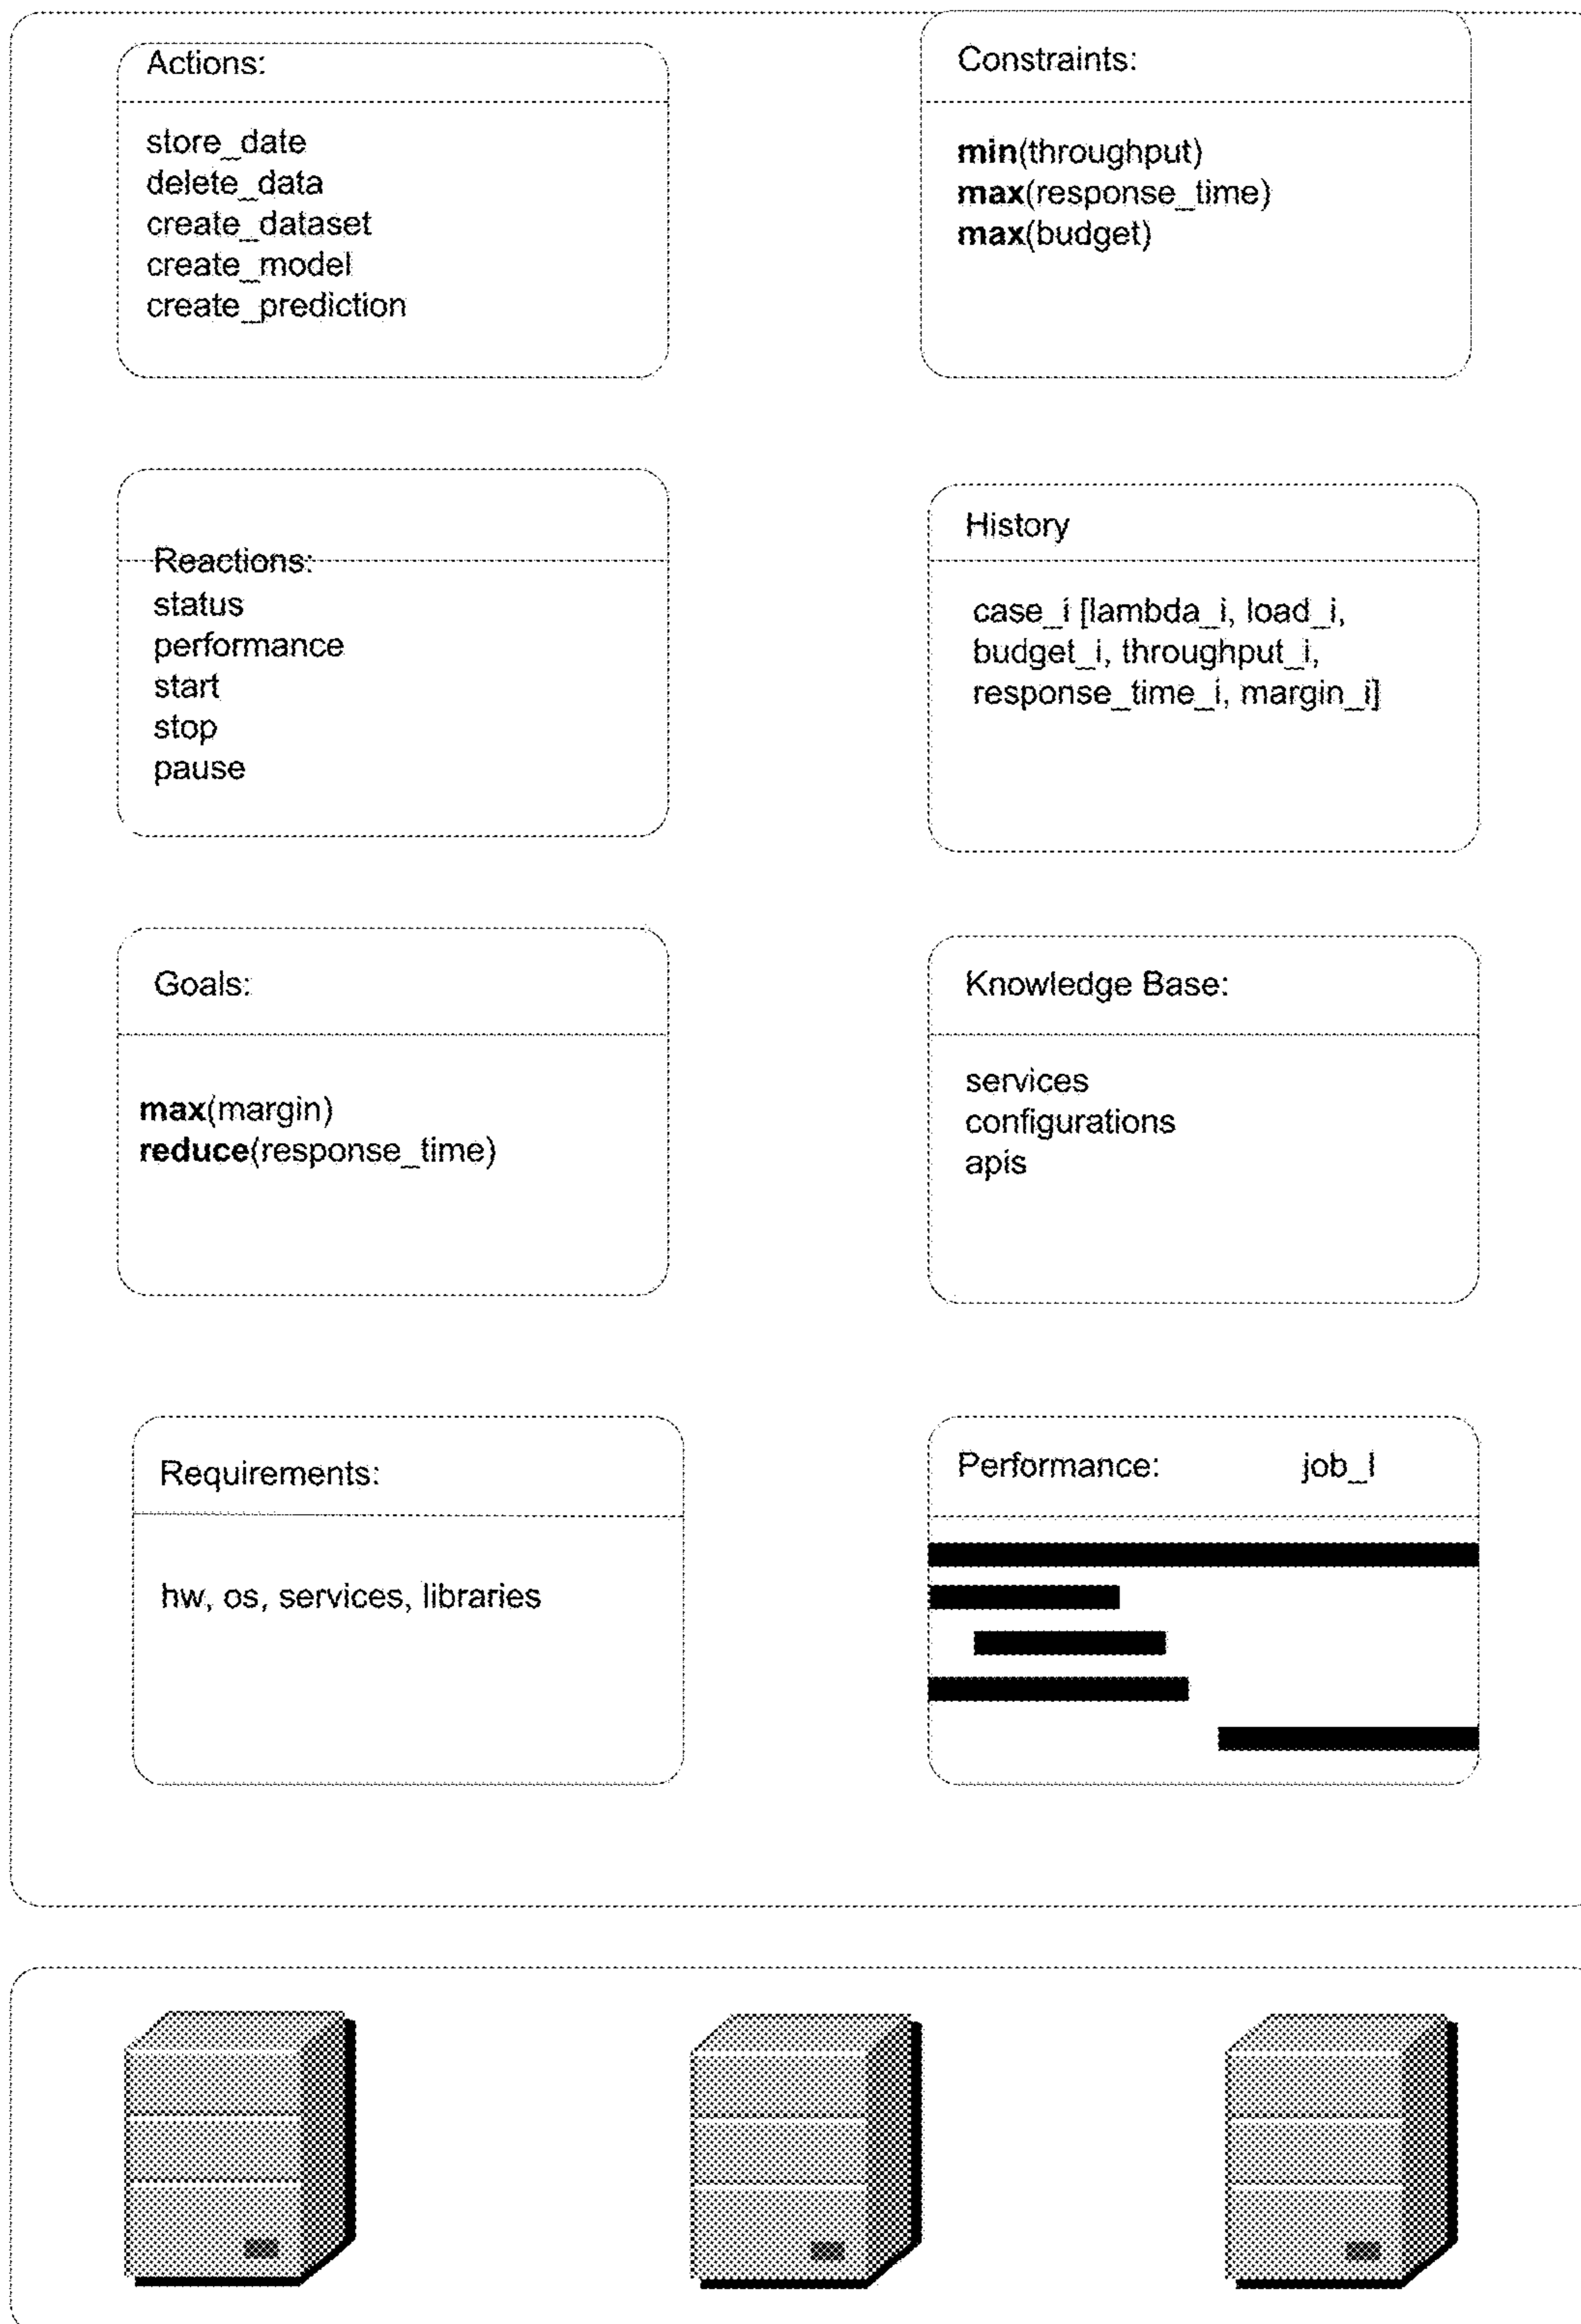 Actions:
store_date
delete_data
create_dataset
create_model
create_prediction
Constraints:
min(throughput)
max(response_time)
max(budget)
Reactions:
status
performance
start
stop
pause
History
case_i [lambda_i, load_i,
budget_i, throughput_i,
response_time_i, margin_i]
Goals:
max(margin)
reduce(response_time)
Knowledge Base:
services
configurations
apis
Requirements:
hw, os, services, libraries
Performance: job_I